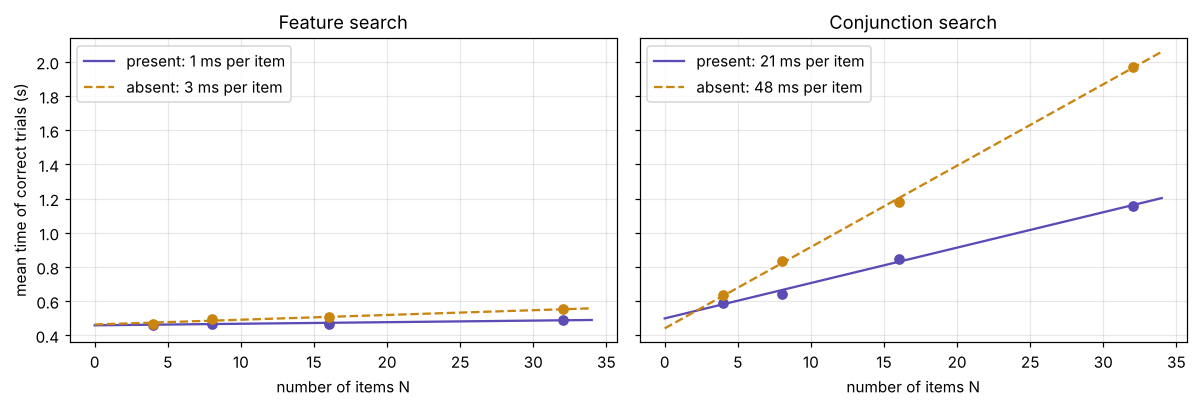 Feature search
present: 1 ms per item
absent: 3 ms per item
mean time of correct trials (s)
2.0
1.8
1.6
1.4
1.2
1.0
0.8
0.6
0.4
0 5 10 15 20 25 30 35
number of items N
Conjunction search
present: 21 ms per item
absent: 48 ms per item
0 5 10 15 20 25 30 35
number of items N